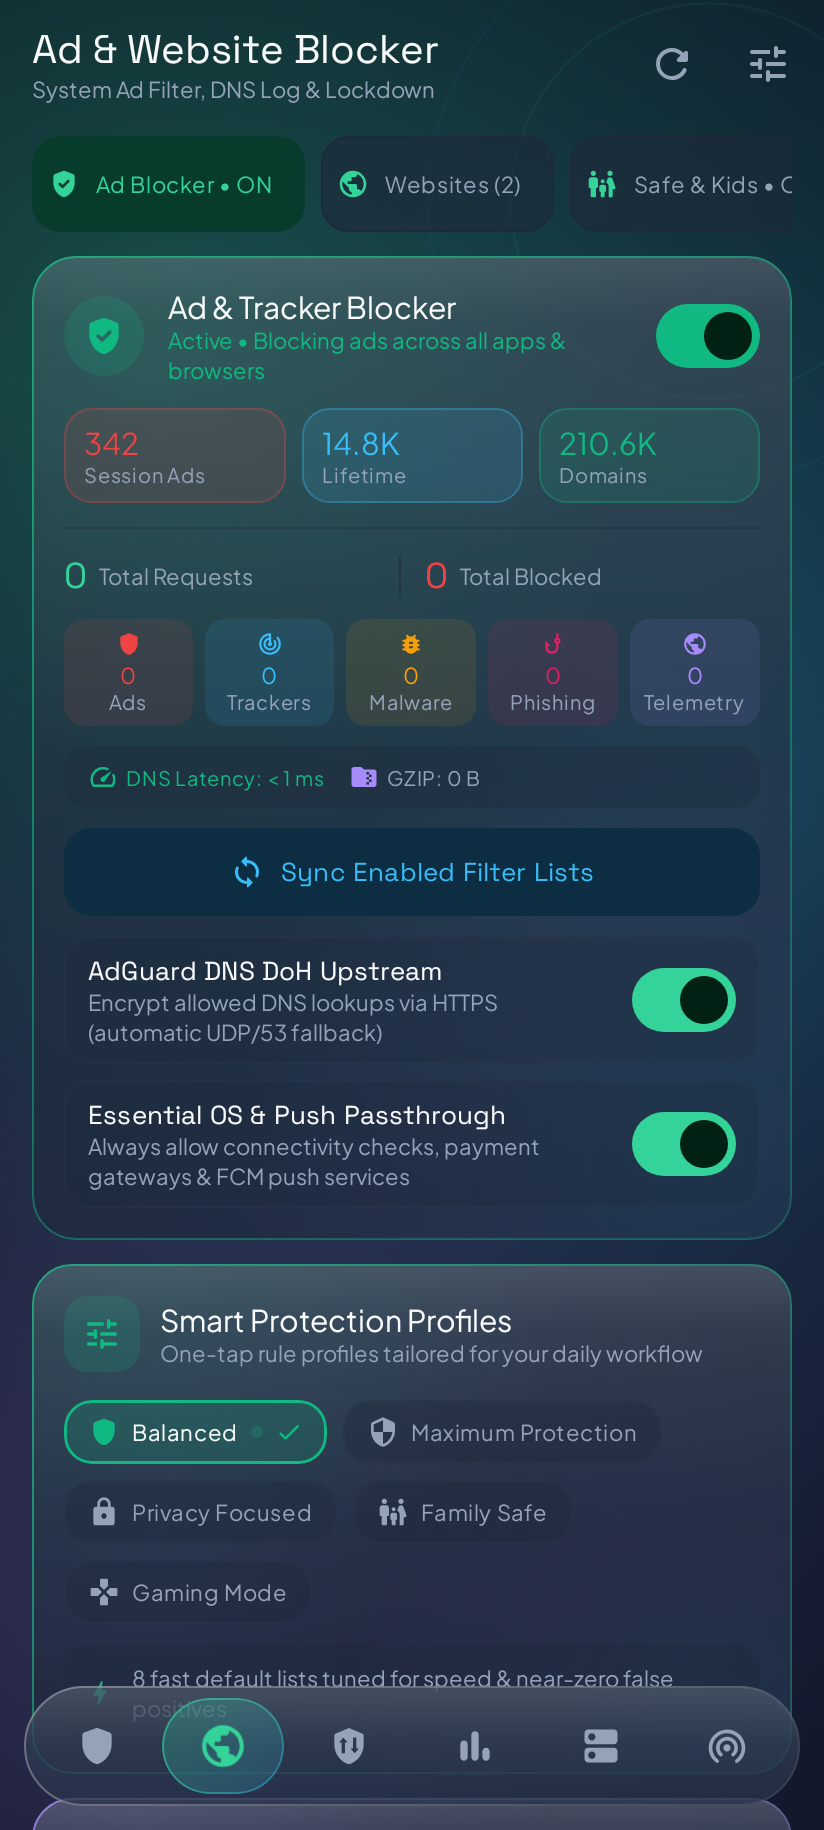 Ad & Website Blocker
System Ad Filter, DNS Log & Lockdown
Ad Blocker • ON
Websites (2)
Safe & Kids •
Ad & Tracker Blocker
Active • Blocking ads across all apps &
browsers
342
Session Ads
14.8K
Lifetime
210.6K
Domains
0 Total Requests
0 Total Blocked
0
Ads
0
Trackers
0
Malware
0
Phishing
0
Telemetry
DNS Latency: <1 ms
GZIP: 0 B
Sync Enabled Filter Lists
AdGuard DNS DoH Upstream
Encrypt allowed DNS lookups via HTTPS
(automatic UDP/53 fallback)
Essential OS & Push Passthrough
Always allow connectivity checks, payment
gateways & FCM push services
Smart Protection Profiles
One-tap rule profiles tailored for your daily workflow
Balanced
Maximum Protection
Privacy Focused
Family Safe
Gaming Mode
8 fast default lists tuned for speed & near-zero false
positives